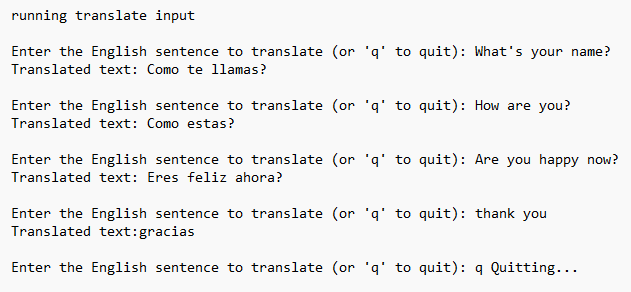 running translate input
Enter the English sentence to translate (or 'q' to quit): What's your name?
Translated text: Como te llamas?
Enter the English sentence to translate (or 'q' to quit): How are you?
Translated text: Como estas?
Enter the English sentence to translate (or 'q' to quit): Are you happy now?
Translated text: Eres feliz ahora?
Enter the English sentence to translate (or 'q' to quit): thank you
Translated text:gracias
Enter the English sentence to translate (or 'q' to quit): q Quitting...